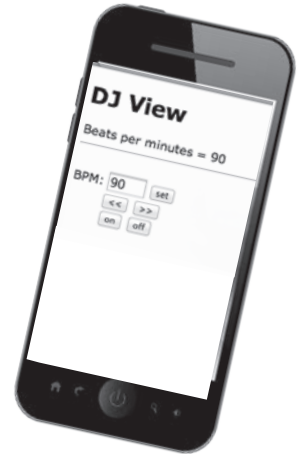 DJ View
Beats per minutes = 90
BPM: 90 set
<< >>
on off